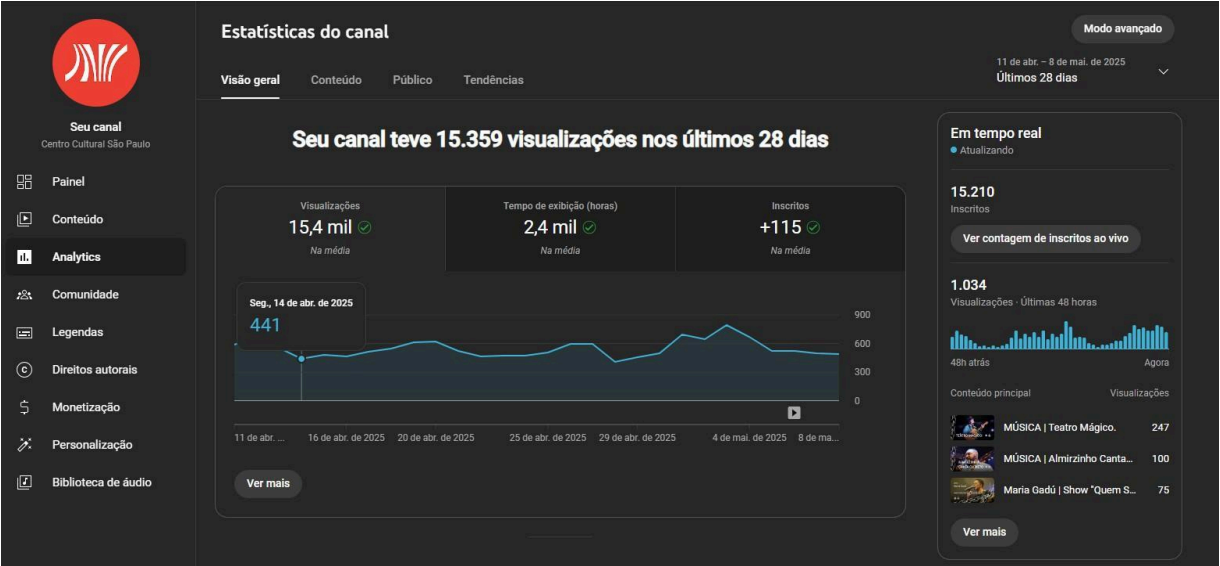 Seu canal
Centro Cultural São Paulo
Painel
Conteúdo
Analytics
Comunidade
Legendas
Direitos autorais
Monetização
Personalização
Biblioteca de áudio
Estatísticas do canal
Modo avançado
Visão geral
Conteúdo
Público
Tendências
11 de abr. – 8 de mai. de 2025
Últimos 28 dias
Seu canal teve 15.359 visualizações nos últimos 28 dias
Visualizações
15,4 mil
Na média
Tempo de exibição (horas)
2,4 mil
Na média
Inscritos
+115
Na média
Seg., 14 de abr. de 2025
441
900
600
300
0
11 de abr. ...
16 de abr. de 2025
20 de abr. de 2025
25 de abr. de 2025
29 de abr. de 2025
4 de mai. de 2025
8 de ma...
Ver mais
Em tempo real
Atualizando
15.210
Inscritos
Ver contagem de inscritos ao vivo
1.034
Visualizações · Últimas 48 horas
48h atrás
Agora
Conteúdo principal
Visualizações
MÚSICA | Teatro Mágico.
247
MÚSICA | Almirzinho Canta...
100
Maria Gadú | Show "Quem S...
75
Ver mais